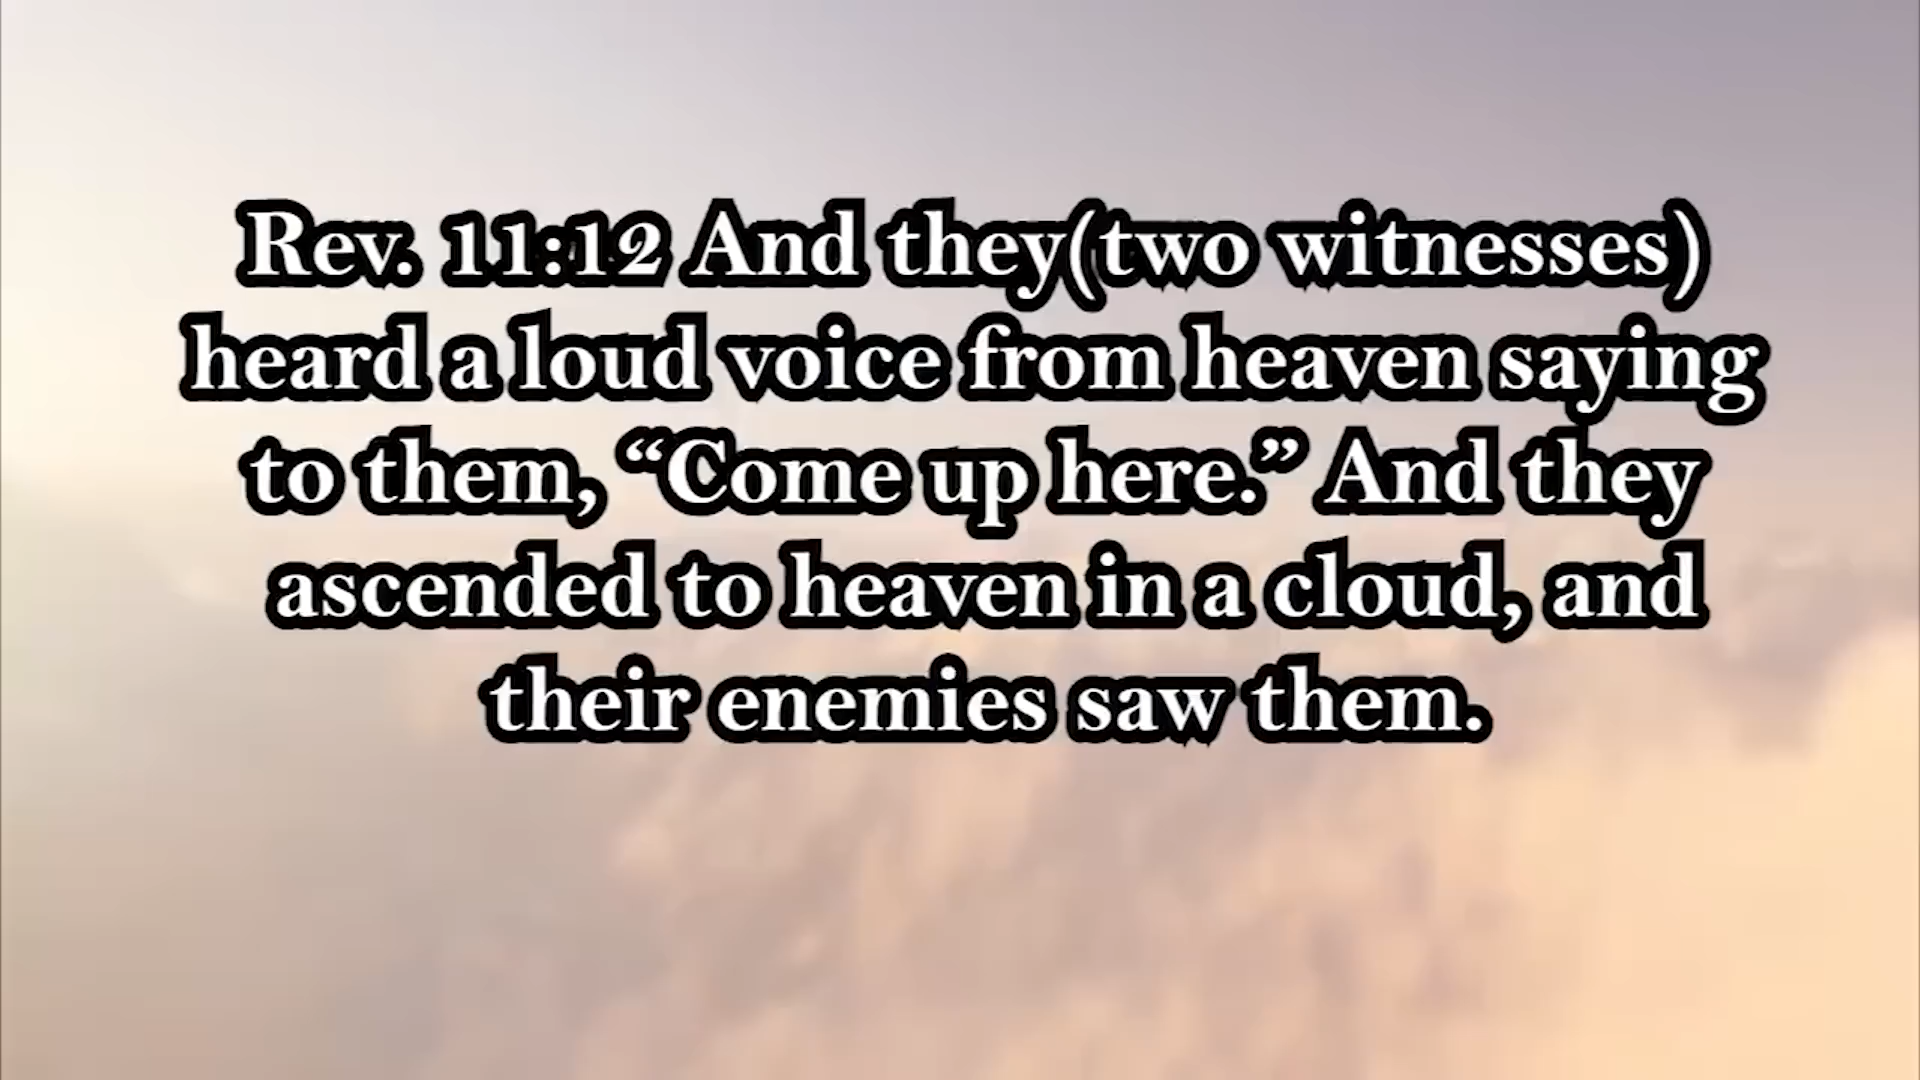 Rev. 11:12 And they(two witnesses)
heard a loud voice from heaven saying
to them, “Come up here.” And they
ascended to heaven in a cloud, and
their enemies saw them.